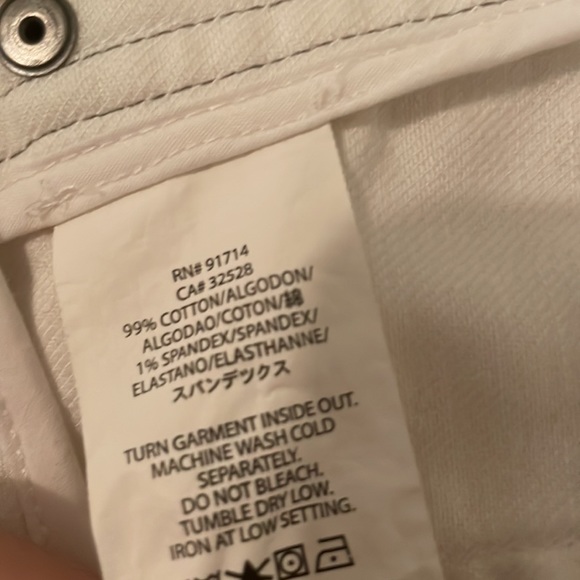 RN# 91714
CA# 32528
99% COTTON/ALGODON/
ALGODAO/COTON/綿
1% SPANDEX/SPANDEX/
ELASTANO/ELASTHANNE/
スパンデックス
TURN GARMENT INSIDE OUT.
MACHINE WASH COLD
SEPARATELY.
DO NOT BLEACH.
TUMBLE DRY LOW.
IRON AT LOW SETTING.